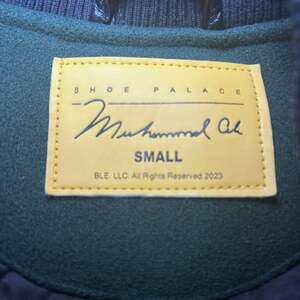 SHOE PALACE
Muhammad Ali
SMALL
BLE. LLC. All Rights Reserved 2023